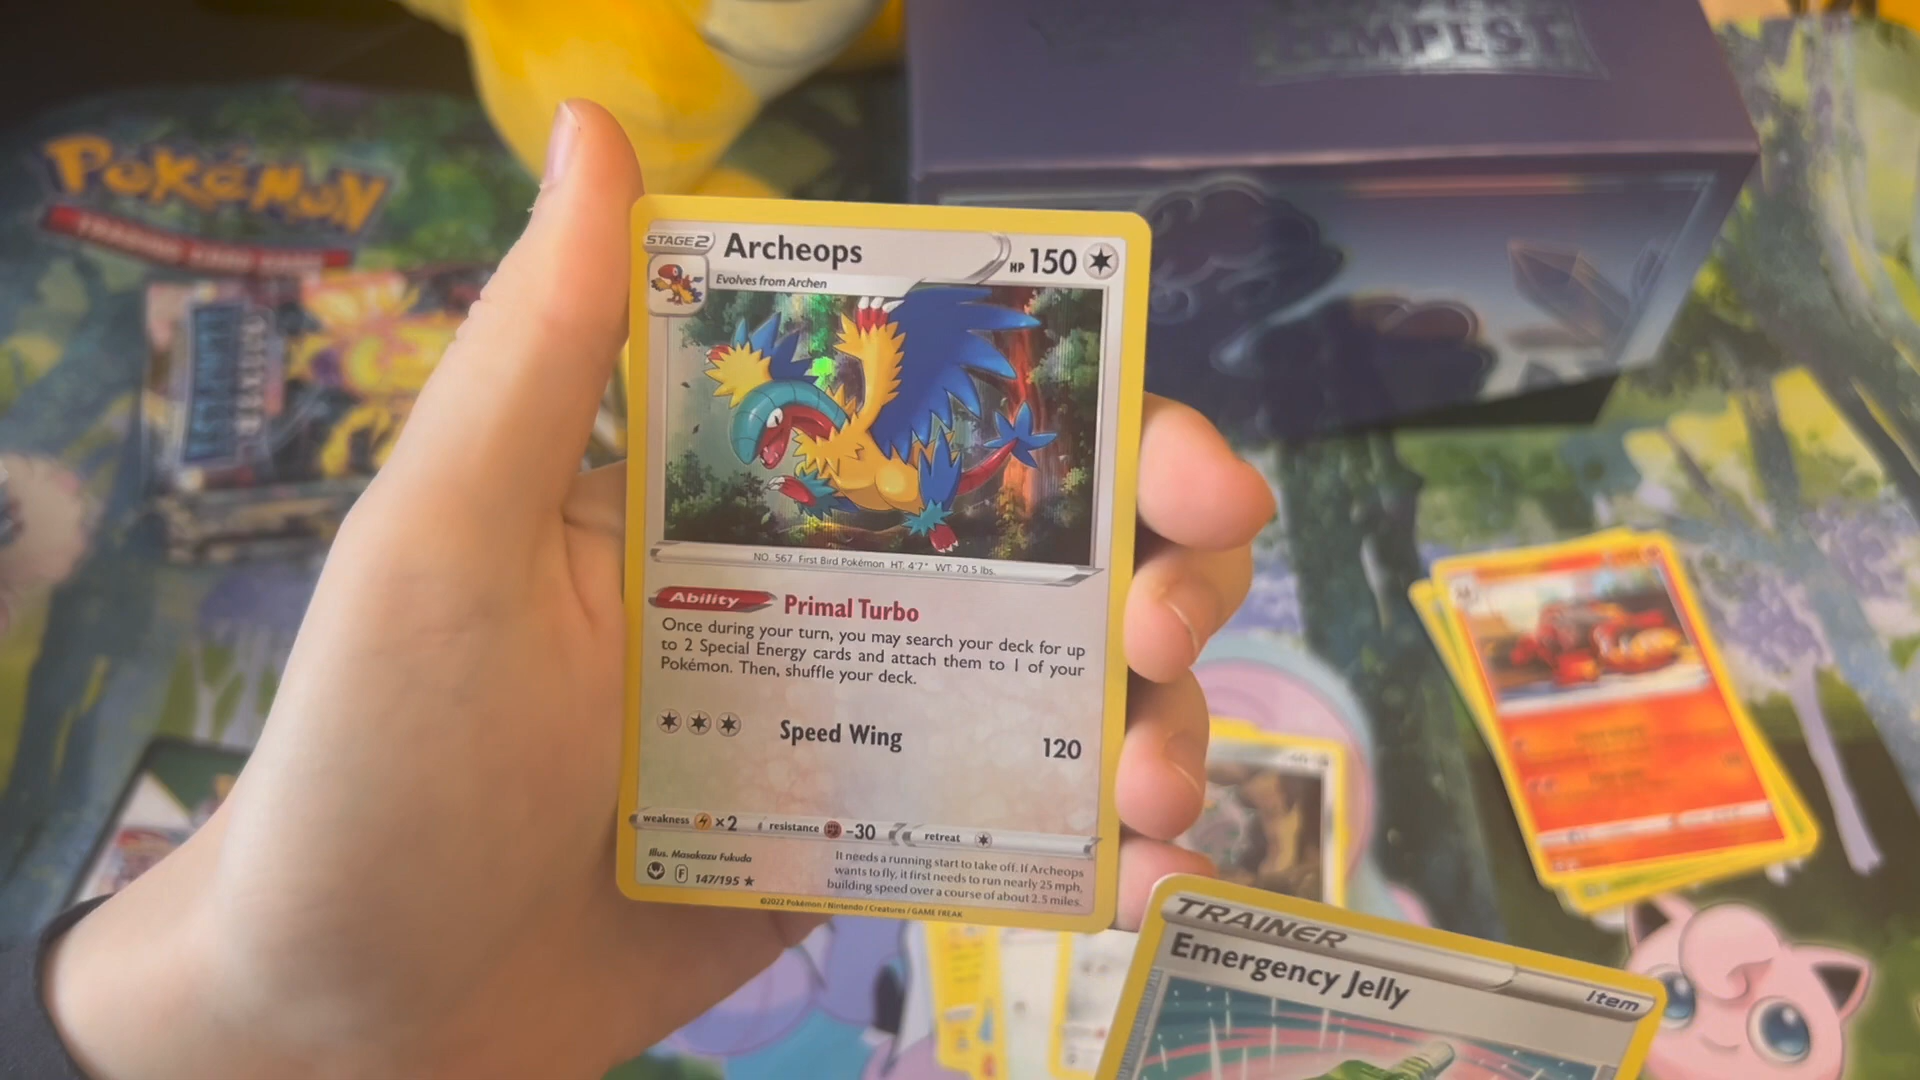 TEMPEST
POKéMON
TRADING CARD GAME
SILVER
TEMPEST
STAGE 2
Archeops
HP 150
Evolves from Archen
NO. 567 First Bird Pokémon HT. 4'7" WT. 70.5 lbs.
Ability Primal Turbo
Once during your turn, you may search your deck for up
to 2 Special Energy cards and attach them to 1 of your
Pokémon. Then, shuffle your deck.
Speed Wing 120
weakness ×2 resistance -30 retreat
Illus. Masakazu Fukuda
F 147/195 ★
It needs a running start to take off. If Archeops
wants to fly, it first needs to run nearly 25 mph,
building speed over a course of about 2.5 miles.
©2022 Pokémon / Nintendo / Creatures / GAME FREAK
TRAINER
Item
Emergency Jelly